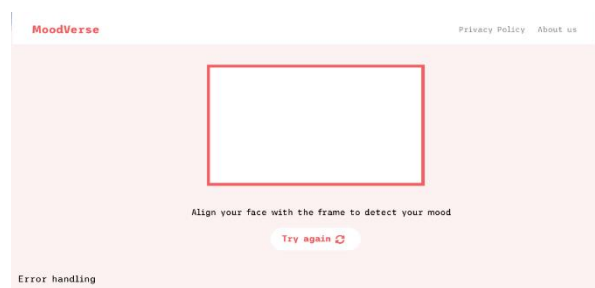 MoodVerse
Privacy Policy About us
Align your face with the frame to detect your mood
Try again
Error handling